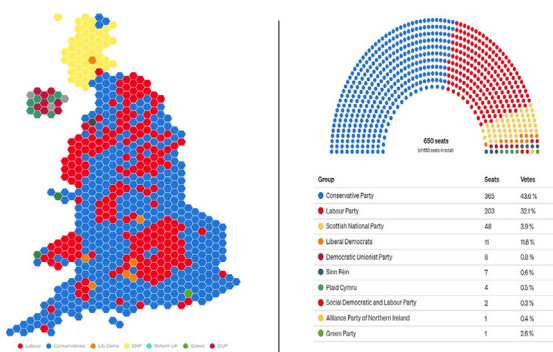 650 seats
(of 650 seats in total)
Group Seats Votes
Conservative Party 365 43.6 %
Labour Party 203 32.1 %
Scottish National Party 48 3.9 %
Liberal Democrats 11 11.6 %
Democratic Unionist Party 8 0.8 %
Sinn Féin 7 0.6 %
Plaid Cymru 4 0.5 %
Social Democratic and Labour Party 2 0.3 %
Alliance Party of Northern Ireland 1 0.4 %
Green Party 1 2.6 %
Labour Conservatives Lib Dems SNP Reform UK Green DUP